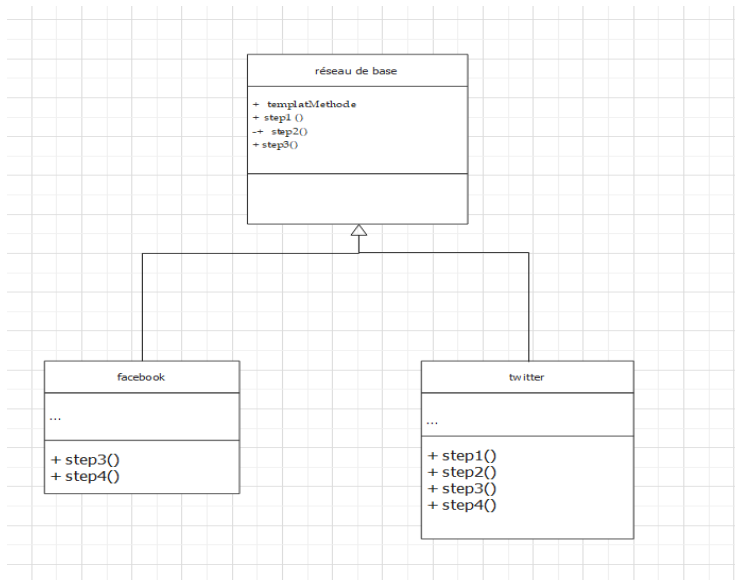 réseau de base
+ templatMethode
+ step1 ()
-+ step2()
+ step3()
facebook
...
+ step3()
+ step4()
twitter
...
+ step1()
+ step2()
+ step3()
+ step4()